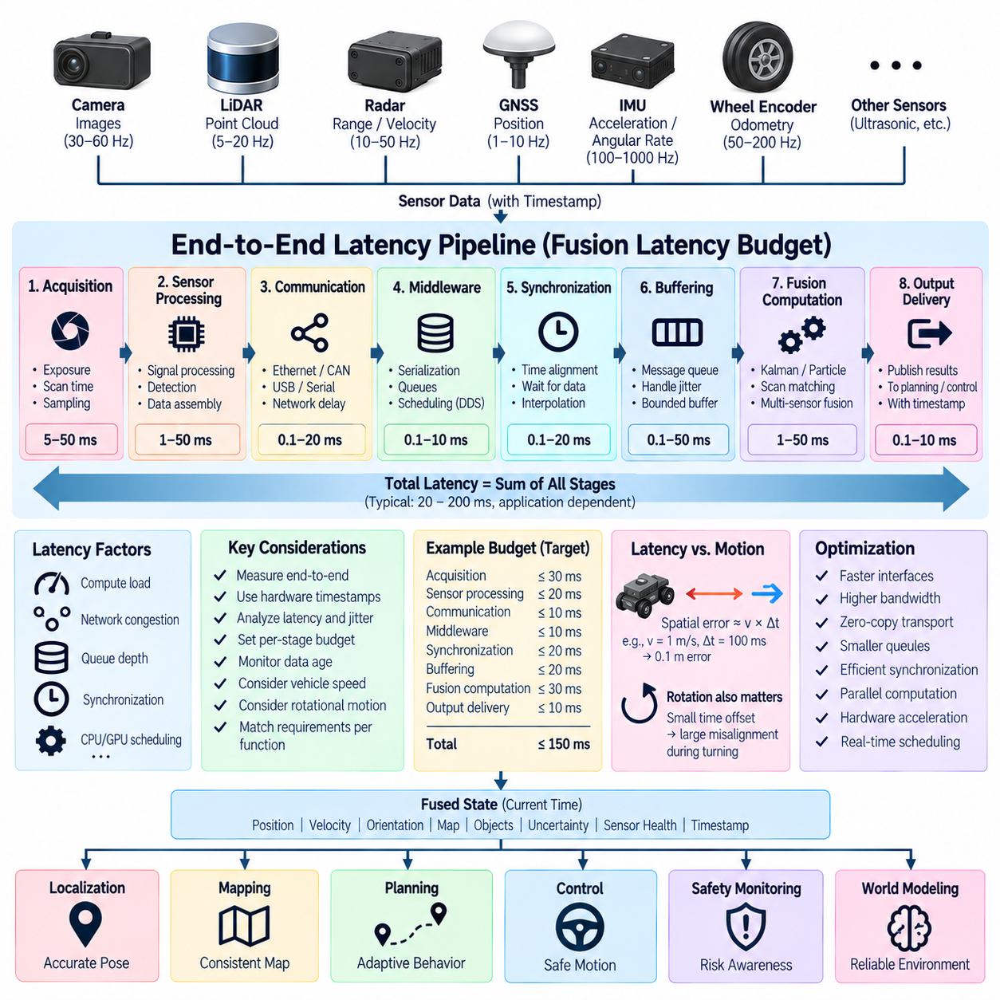 Camera
Images
(30–60 Hz)
LiDAR
Point Cloud
(5–20 Hz)
Radar
Range / Velocity
(10–50 Hz)
GNSS
Position
(1–10 Hz)
IMU
Acceleration /
Angular Rate
(100–1000 Hz)
Wheel Encoder
Odometry
(50–200 Hz)
Other Sensors
(Ultrasonic, etc.)
Sensor Data (with Timestamp)
End-to-End Latency Pipeline (Fusion Latency Budget)
1. Acquisition
• Exposure
• Scan time
• Sampling
5–50 ms
2. Sensor
Processing
• Signal processing
• Detection
• Data assembly
1–50 ms
3. Communication
• Ethernet / CAN
• USB / Serial
• Network delay
0.1–20 ms
4. Middleware
• Serialization
• Queues
• Scheduling (DDS)
0.1–10 ms
5. Synchronization
• Time alignment
• Wait for data
• Interpolation
0.1–20 ms
6. Buffering
• Message queue
• Handle jitter
• Bounded buffer
0.1–50 ms
7. Fusion
Computation
• Kalman / Particle
• Scan matching
• Multi-sensor fusion
1–50 ms
8. Output
Delivery
• Publish results
• To planning / control
• With timestamp
0.1–10 ms
Total Latency = Sum of All Stages
(Typical: 20 – 200 ms, application dependent)
Latency Factors
Compute load
Network congestion
Queue depth
Synchronization
CPU/GPU scheduling
• • •
Key Considerations
✓ Measure end-to-end
✓ Use hardware timestamps
✓ Analyze latency and jitter
✓ Set per-stage budget
✓ Monitor data age
✓ Consider vehicle speed
✓ Consider rotational motion
✓ Match requirements per
function
Example Budget (Target)
Acquisition ≤ 30 ms
Sensor processing ≤ 20 ms
Communication ≤ 10 ms
Middleware ≤ 10 ms
Synchronization ≤ 20 ms
Buffering ≤ 20 ms
Fusion computation ≤ 30 ms
Output delivery ≤ 10 ms
Total ≤ 150 ms
Latency vs. Motion
Spatial error ≈ v × Δt
e.g., v = 1 m/s, Δt = 100 ms
→ 0.1 m error
Rotation also matters
Small time offset
→ large misalignment
during turning
Optimization
✓ Faster interfaces
✓ Higher bandwidth
✓ Zero-copy transport
✓ Smaller queules
✓ Efficient synchronization
✓ Parallel computation
✓ Hardware acceleration
✓ Real-time scheduling
Fused State (Current Time)
Position | Velocity | Orientation | Map | Objects | Uncertainty | Sensor Health | Timestamp
Localization
Accurate Pose
Mapping
Consistent Map
Planning
Adaptive Behavior
Control
Safe Motion
Safety Monitoring
Risk Awareness
World Modeling
Reliable Environment